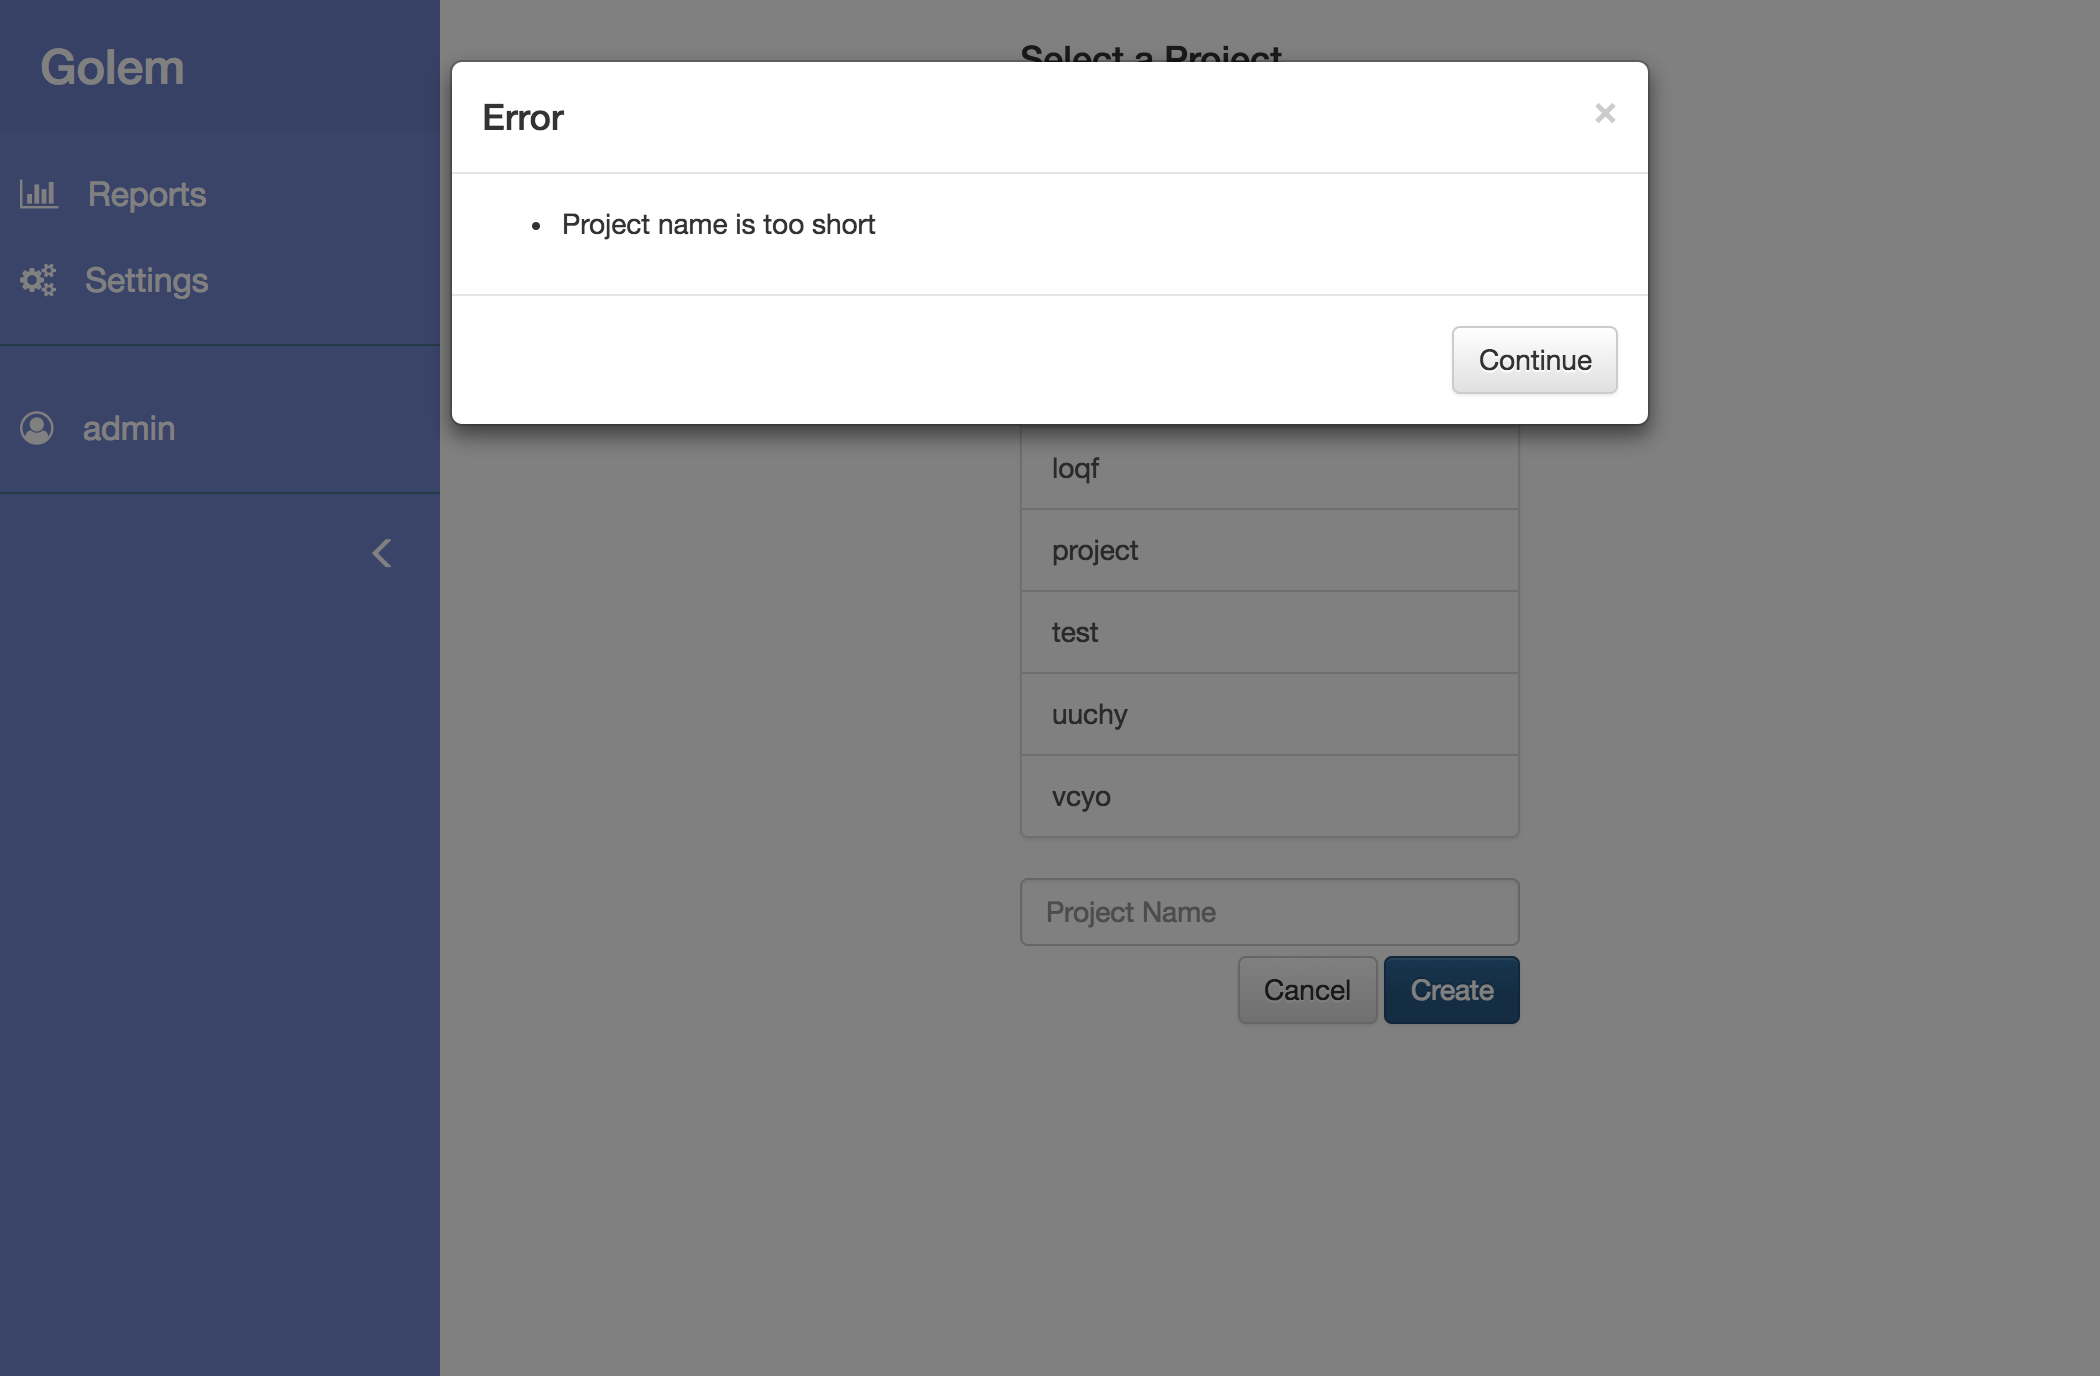 Golem
Reports
Settings
admin
Select a Project
Error
×
Project name is too short
Continue
loqf
project
test
uuchy
vcyo
Project Name
Cancel
Create